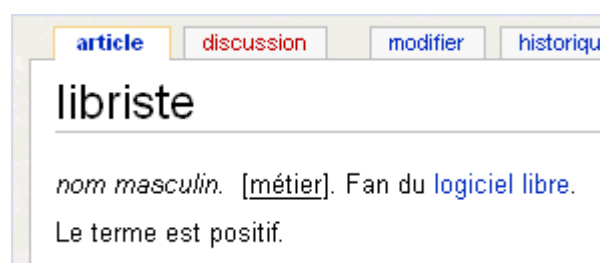 article discussion modifier historiqu
libriste
nom masculin. [métier]. Fan du logiciel libre.
Le terme est positif.